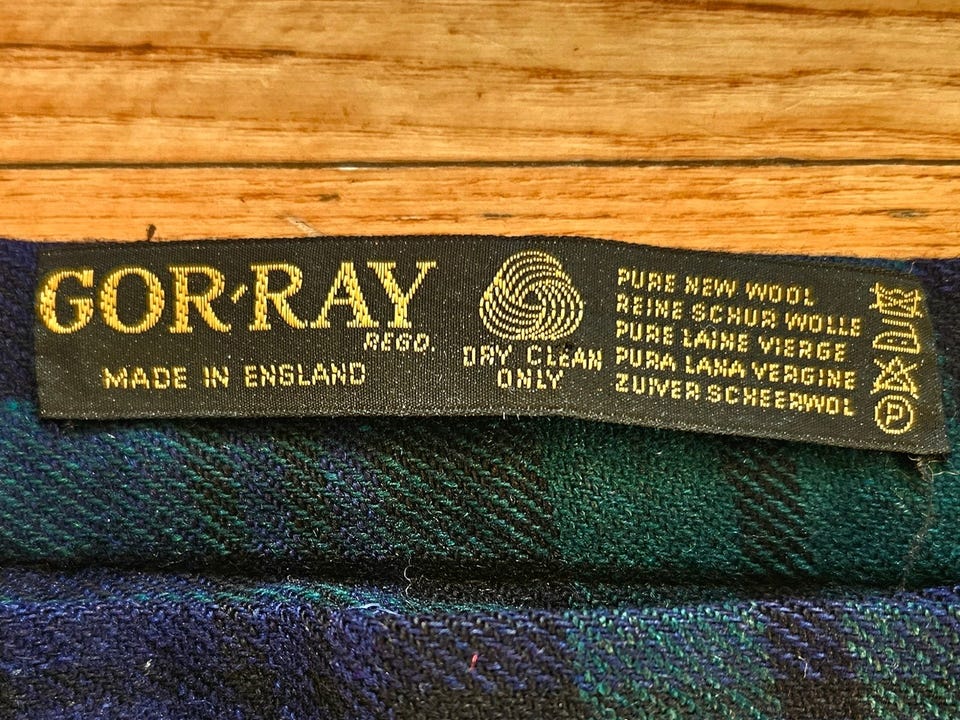 GOR-RAY
REGD.
MADE IN ENGLAND
DRY CLEAN
ONLY
PURE NEW WOOL
REINE SCHUR WOLLE
PURE LAINE VIERGE
PURA LANA VERGINE
ZUIVER SCHEERWOL
P